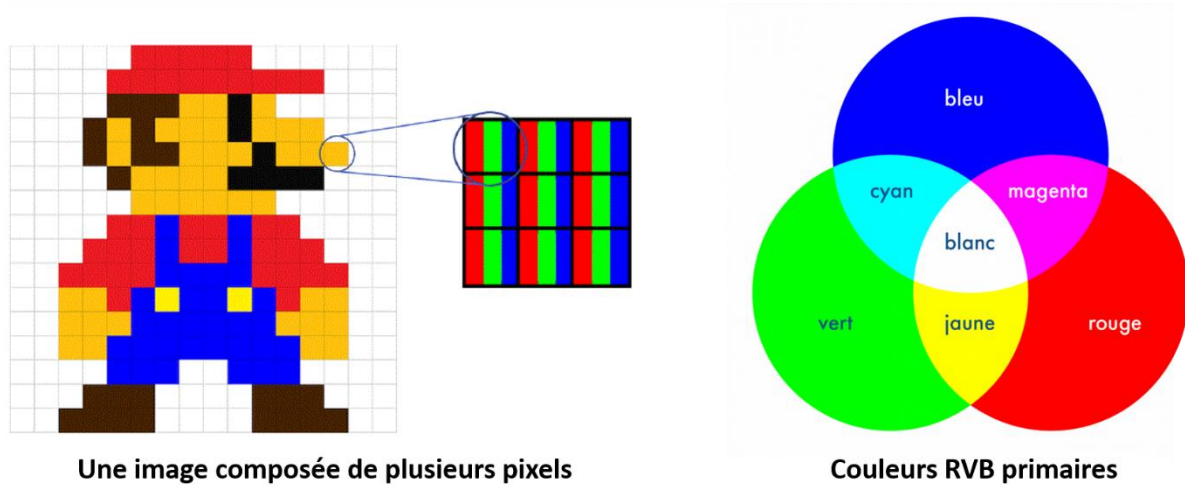 bleu
cyan
magenta
blanc
vert
jaune
rouge
Une image composée de plusieurs pixels
Couleurs RVB primaires